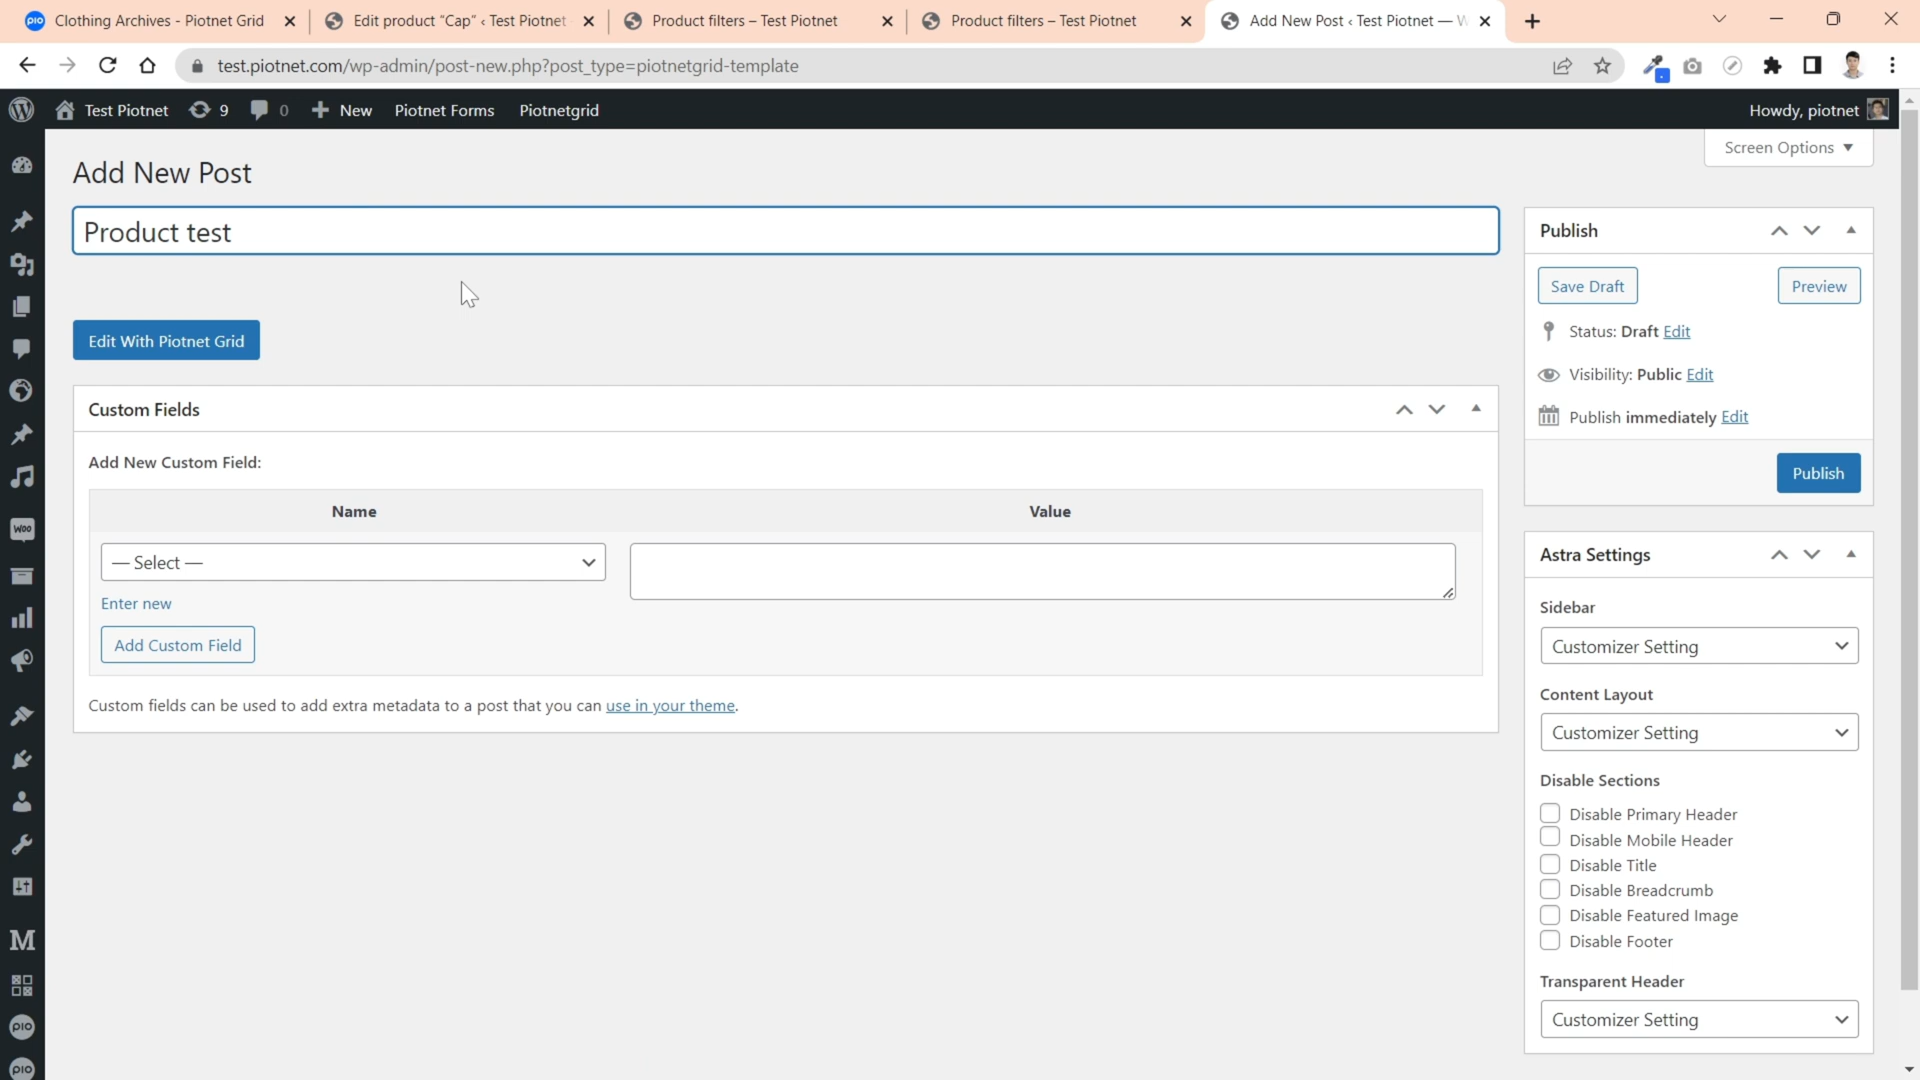 pio Clothing Archives - Piotnet Grid
Edit product “Cap” ‹ Test Piotnet
Product filters – Test Piotnet
Product filters – Test Piotnet
Add New Post ‹ Test Piotnet — W
test.piotnet.com/wp-admin/post-new.php?post_type=piotnetgrid-template
Test Piotnet
9
0
New
Piotnet Forms
Piotnetgrid
Howdy, piotnet
Screen Options
Add New Post
Product test
Edit With Piotnet Grid
Custom Fields
Add New Custom Field:
Name
Value
— Select —
Enter new
Add Custom Field
Custom fields can be used to add extra metadata to a post that you can use in your theme.
Publish
Save Draft
Preview
Status: Draft Edit
Visibility: Public Edit
Publish immediately Edit
Publish
Astra Settings
Sidebar
Customizer Setting
Content Layout
Customizer Setting
Disable Sections
Disable Primary Header
Disable Mobile Header
Disable Title
Disable Breadcrumb
Disable Featured Image
Disable Footer
Transparent Header
Customizer Setting
Woo
M
pio
pio